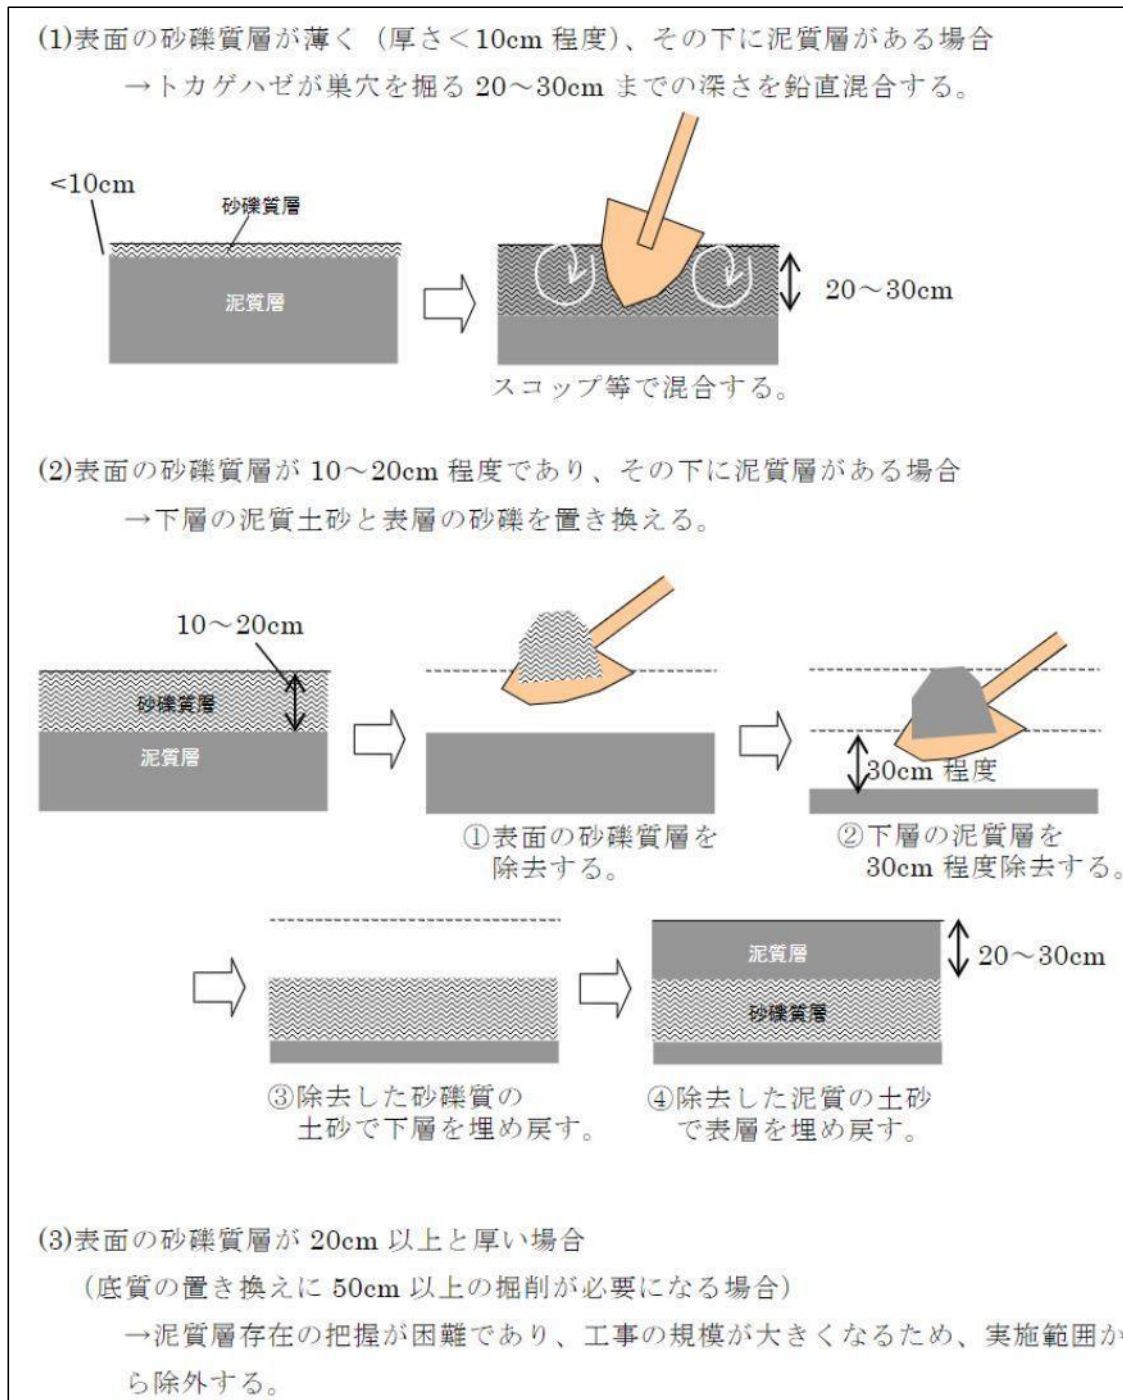 (1)表面の砂礫質層が薄く（厚さ<10cm 程度）、その下に泥質層がある場合
→トカゲハゼが巣穴を掘る 20～30cm までの深さを鉛直混合する。
<10cm
砂礫質層
泥質層
20～30cm
スコップ等で混合する。
(2)表面の砂礫質層が 10～20cm 程度であり、その下に泥質層がある場合
→下層の泥質土砂と表層の砂礫を置き換える。
10～20cm
砂礫質層
泥質層
30cm 程度
①表面の砂礫質層を
除去する。
②下層の泥質層を
30cm 程度除去する。
泥質層
砂礫質層
20～30cm
③除去した砂礫質の
土砂で下層を埋め戻す。
④除去した泥質の土砂
で表層を埋め戻す。
(3)表面の砂礫質層が 20cm 以上と厚い場合
（底質の置き換えに 50cm 以上の掘削が必要になる場合）
→泥質層存在の把握が困難であり、工事の規模が大きくなるため、実施範囲か
ら除外する。